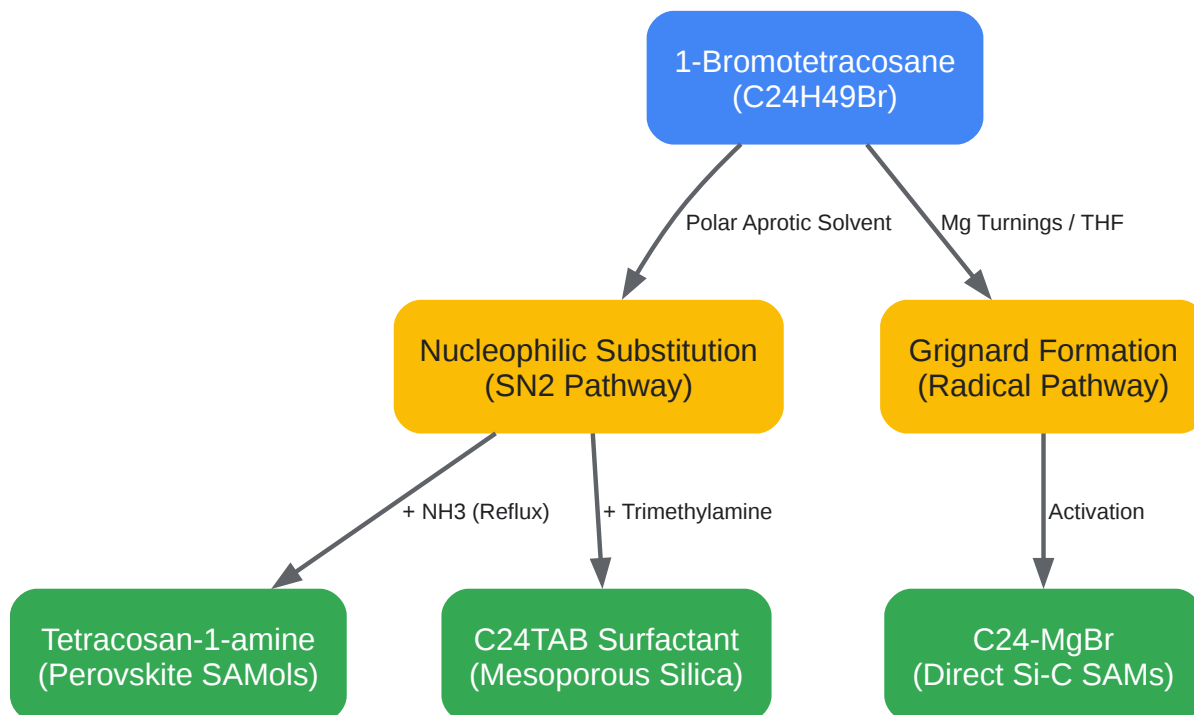 1-Bromotetracosane
(C24H49Br)
Polar Aprotic Solvent
Mg Turnings / THF
Nucleophilic Substitution
(SN2 Pathway)
Grignard Formation
(Radical Pathway)
+ NH3 (Reflux)
+ Trimethylamine
Activation
Tetracosan-1-amine
(Perovskite SAMols)
C24TAB Surfactant
(Mesoporous Silica)
C24-MgBr
(Direct Si-C SAMs)